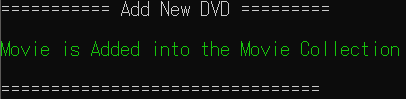 =========== Add New DVD =========
Movie is Added into the Movie Collection
================================